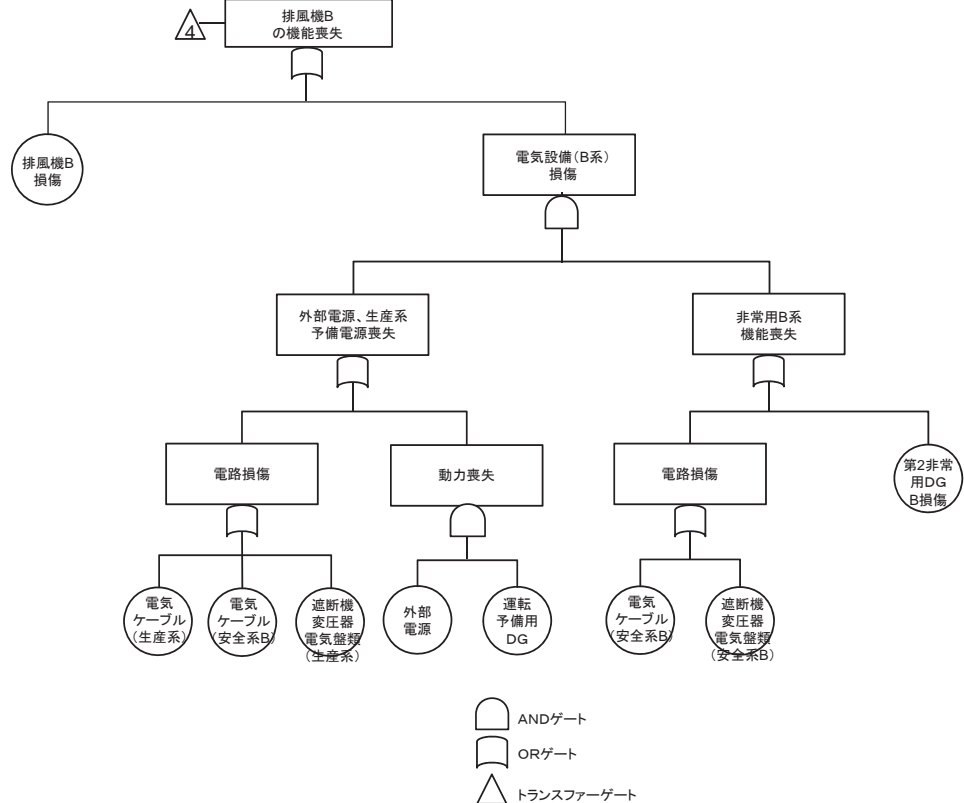 排風機B
の機能喪失
4
排風機B
損傷
電気設備(B系)
損傷
外部電源、生産系
予備電源喪失
非常用B系
機能喪失
電路損傷
動力喪失
電路損傷
第2非常
用DG
B損傷
電気
ケーブル
(生産系)
電気
ケーブル
(安全系B)
遮断機
変圧器
電気盤類
(生産系)
外部
電源
運転
予備用
DG
電気
ケーブル
(安全系B)
遮断機
変圧器
電気盤類
(安全系B)
ANDゲート
ORゲート
トランスファーゲート